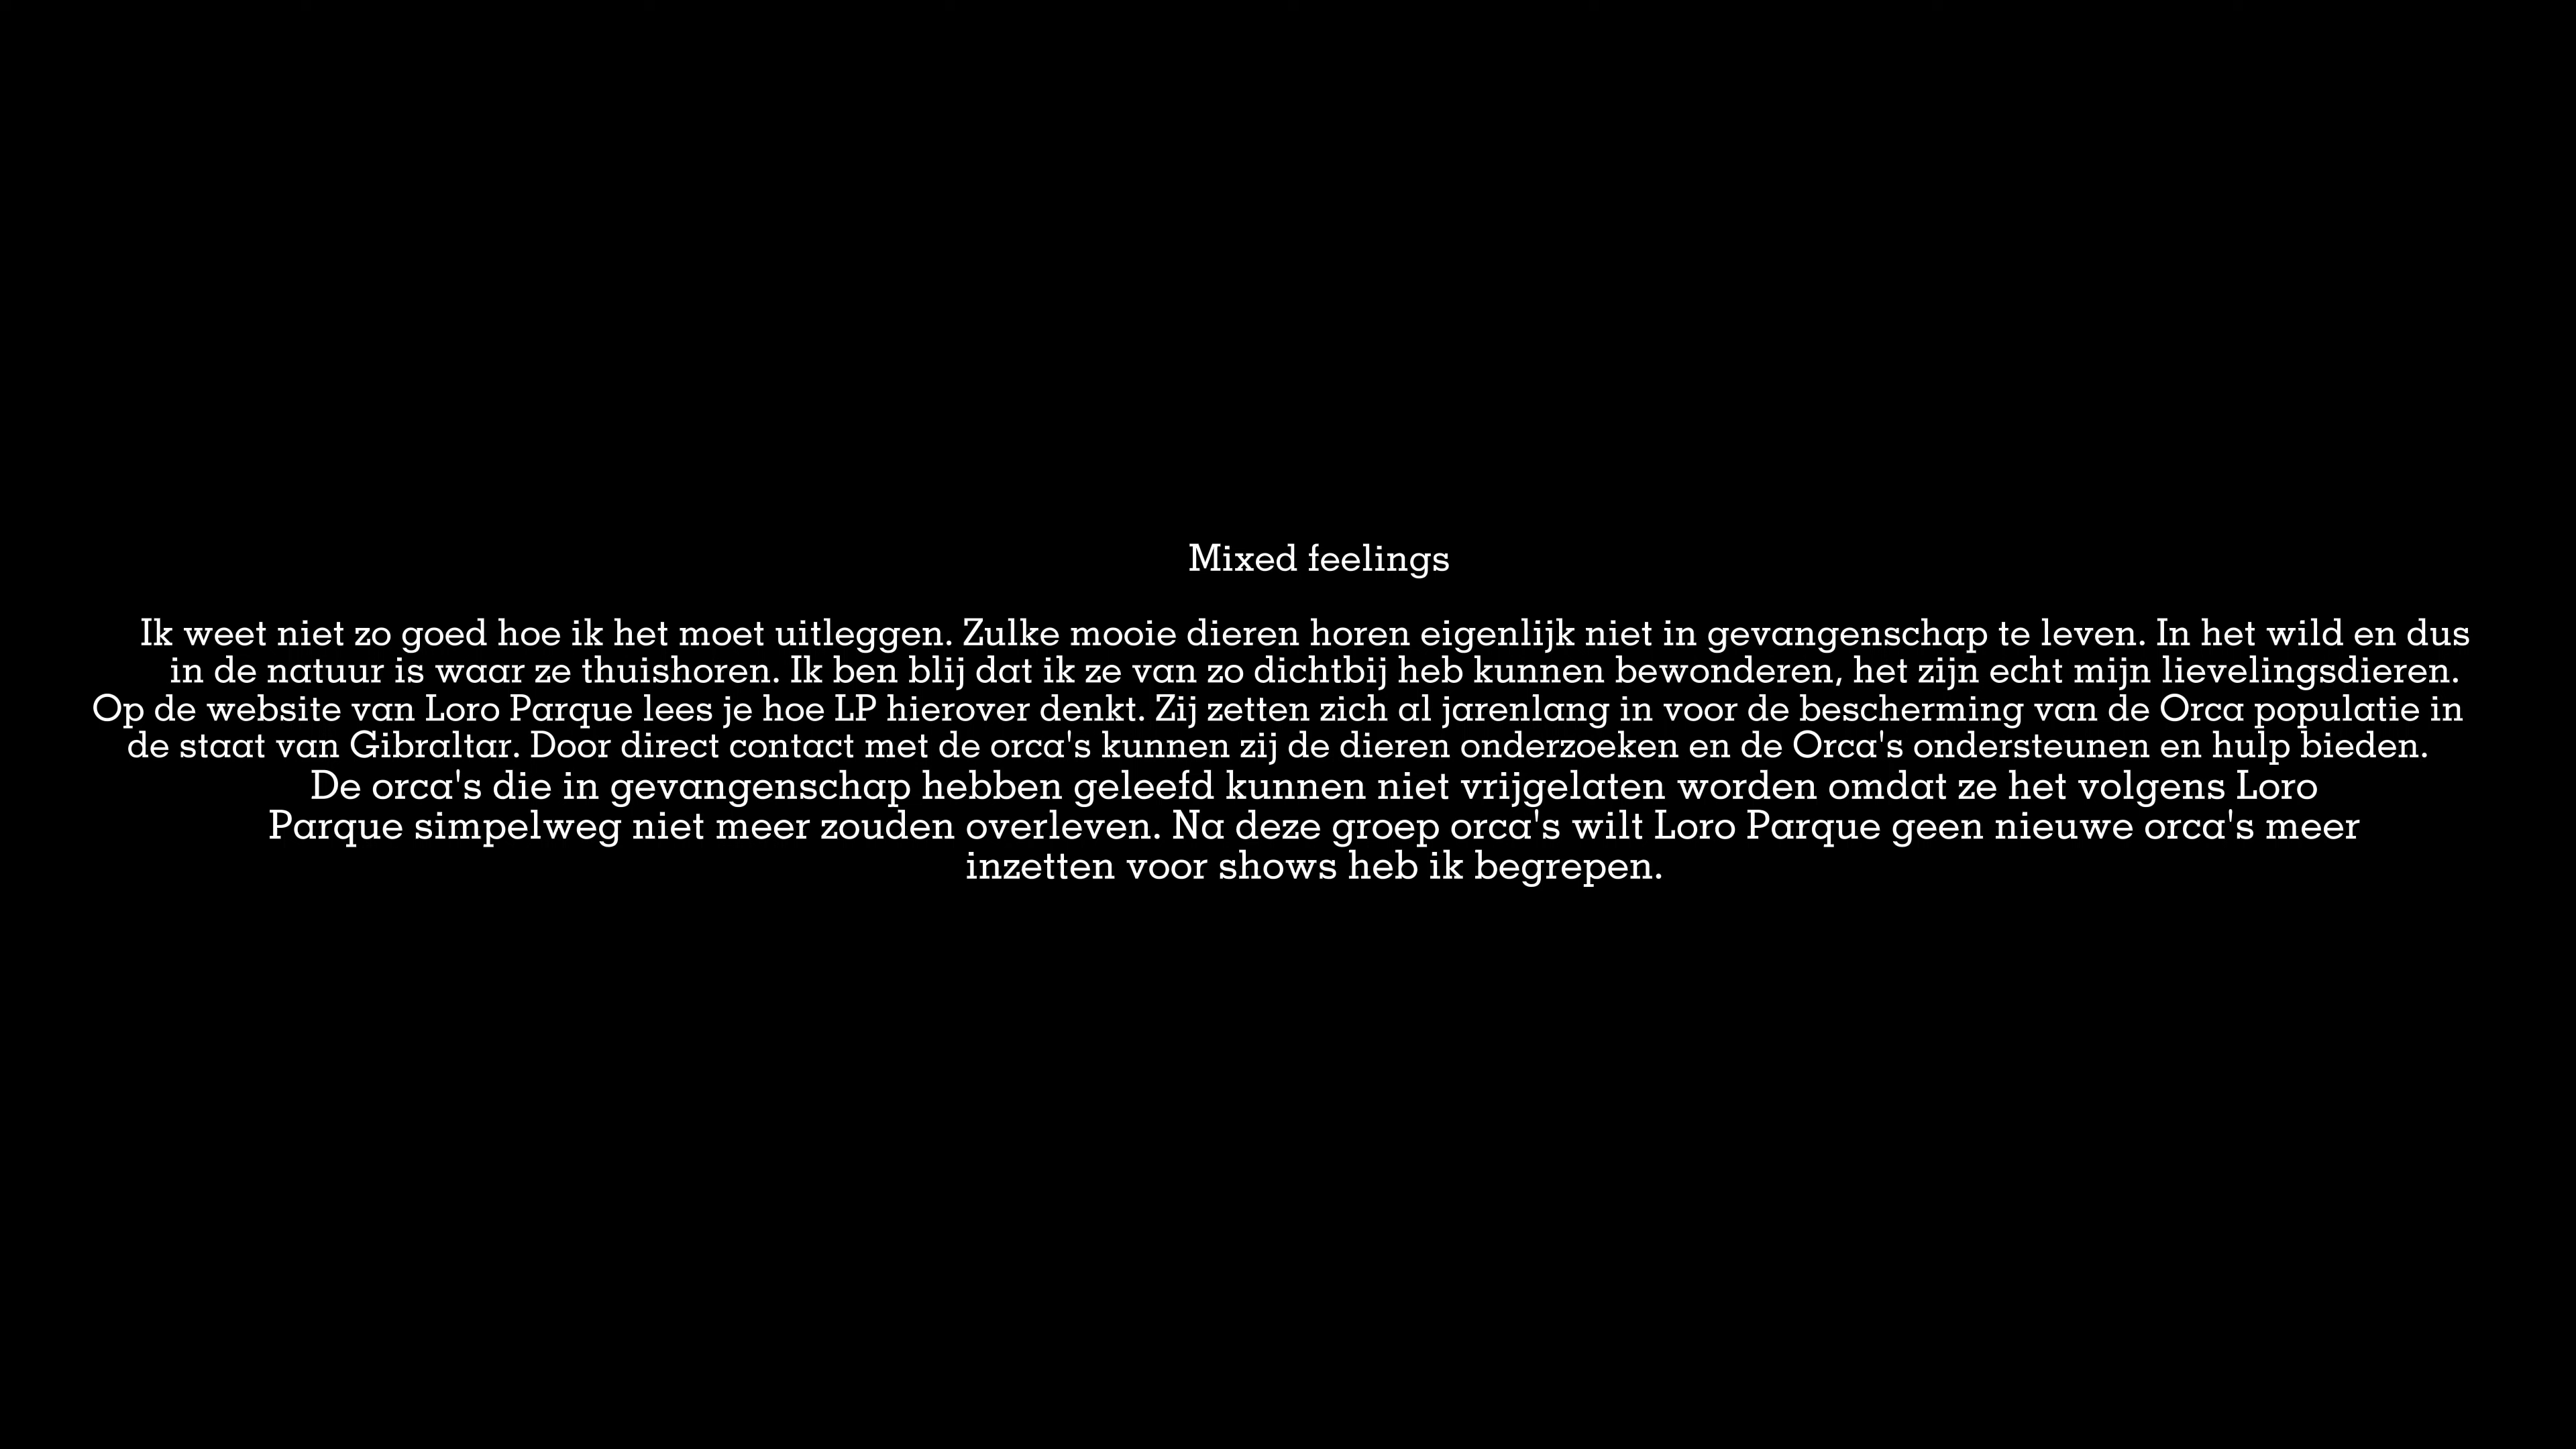 Mixed feelings
Ik weet niet zo goed hoe ik het moet uitleggen. Zulke mooie dieren horen eigenlijk niet in gevangenschap te leven. In het wild en dus
in de natuur is waar ze thuishoren. Ik ben blij dat ik ze van zo dichtbij heb kunnen bewonderen, het zijn echt mijn lievelingsdieren.
Op de website van Loro Parque lees je hoe LP hierover denkt. Zij zetten zich al jarenlang in voor de bescherming van de Orca populatie in
de staat van Gibraltar. Door direct contact met de orca's kunnen zij de dieren onderzoeken en de Orca's ondersteunen en hulp bieden.
De orca's die in gevangenschap hebben geleefd kunnen niet vrijgelaten worden omdat ze het volgens Loro
Parque simpelweg niet meer zouden overleven. Na deze groep orca's wilt Loro Parque geen nieuwe orca's meer
inzetten voor shows heb ik begrepen.